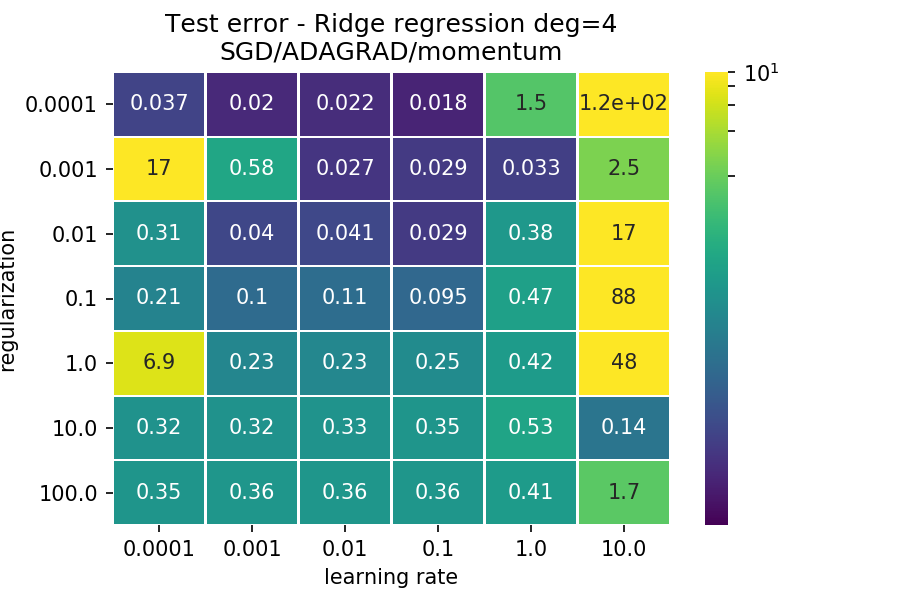 Test error - Ridge regression deg=4
SGD/ADAGRAD/momentum
0.0001 0.037 0.02 0.022 0.018 1.5 1.2e+02
0.001 17 0.58 0.027 0.029 0.033 2.5
0.01 0.31 0.04 0.041 0.029 0.38 17
0.1 0.21 0.1 0.11 0.095 0.47 88
1.0 6.9 0.23 0.23 0.25 0.42 48
10.0 0.32 0.32 0.33 0.35 0.53 0.14
100.0 0.35 0.36 0.36 0.36 0.41 1.7
0.0001 0.001 0.01 0.1 1.0 10.0
learning rate
regularization
10¹